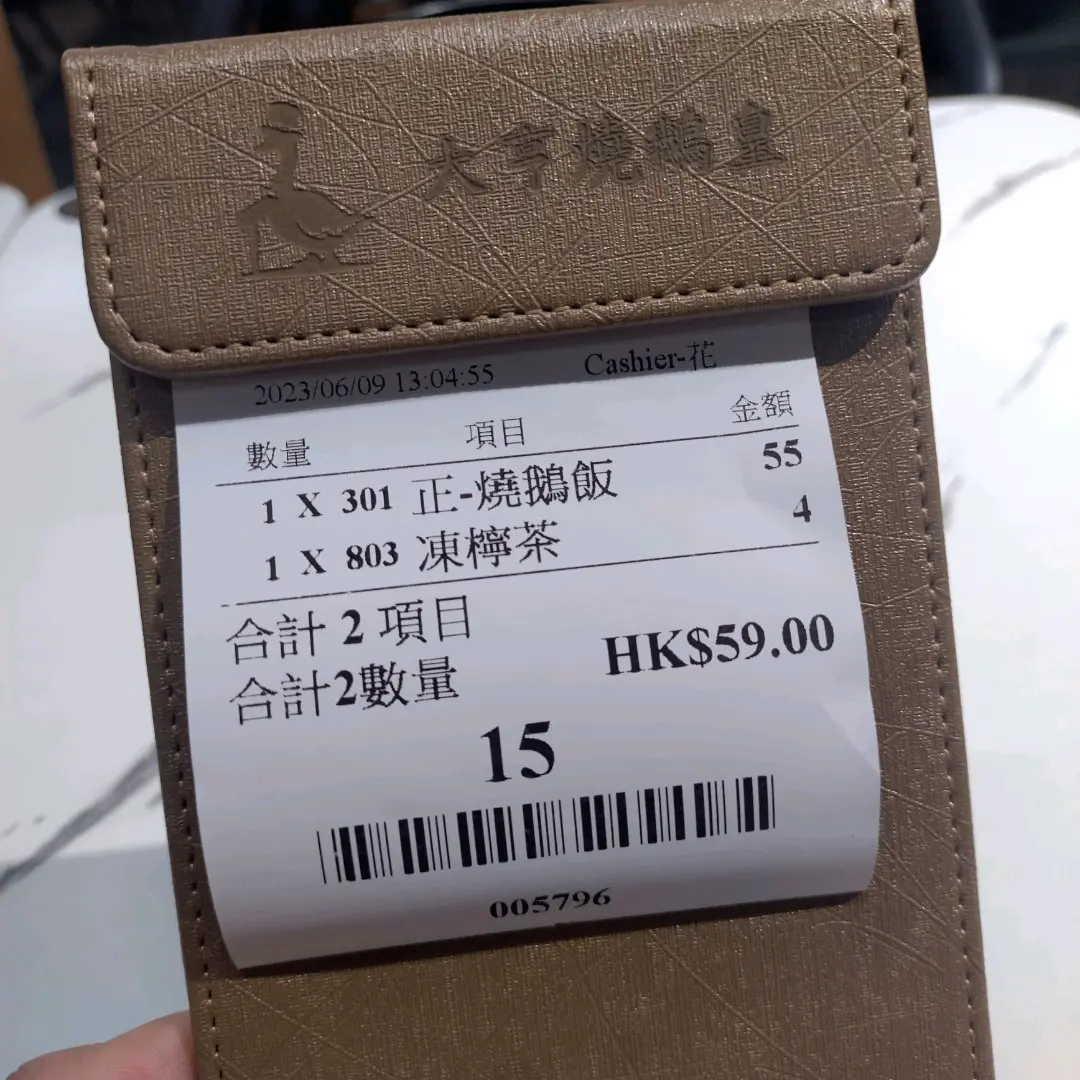 大亨燒鵝皇
2023/06/09 13:04:55 Cashier-花
數量 項目 金額
1 X 301 正-燒鵝飯 55
1 X 803 凍檸茶 4
合計 2 項目
合計2數量 HK$59.00
15
005796